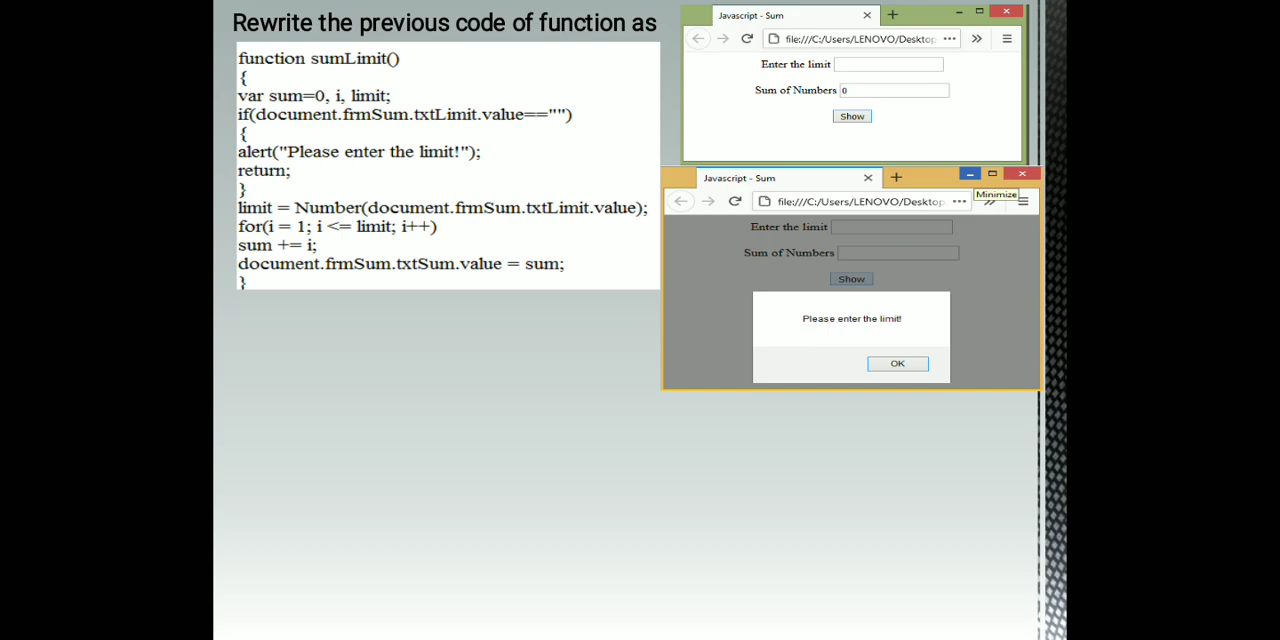 Rewrite the previous code of function as
function sumLimit()
{
var sum=0, i, limit;
if(document.frmSum.txtLimit.value=="")
{
alert("Please enter the limit!");
return;
}
limit = Number(document.frmSum.txtLimit.value);
for(i = 1; i <= limit; i++)
sum += i;
document.frmSum.txtSum.value = sum;
}
Javascript - Sum
file:///C:/Users/LENOVO/Desktop
Enter the limit
Sum of Numbers 0
Show
Javascript - Sum
file:///C:/Users/LENOVO/Desktop
Minimize
Enter the limit
Sum of Numbers
Show
Please enter the limit!
OK